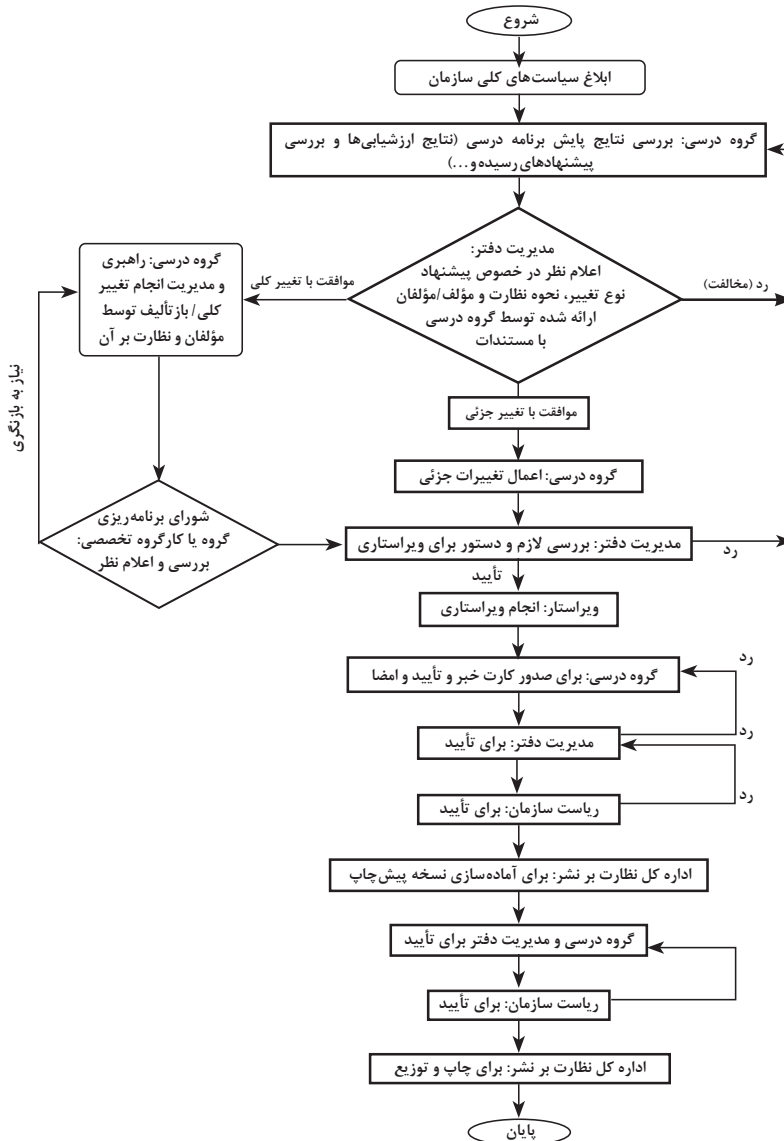 شروع
ابلاغ سیاست‌های کلی سازمان
گروه درسی: بررسی نتایج پایش برنامه درسی (نتایج ارزشیابی‌ها و بررسی
پیشنهادهای رسیده و...)
مدیریت دفتر:
اعلام نظر در خصوص پیشنهاد
نوع تغییر، نحوه نظارت و مؤلف/مؤلفان
ارائه شده توسط گروه درسی
با مستندات
رد (مخالفت)
موافقت با تغییر کلی
گروه درسی: راهبری
و مدیریت انجام تغییر
کلی/ بازتألیف توسط
مؤلفان و نظارت بر آن
نیاز به بازنگری
موافقت با تغییر جزئی
گروه درسی: اعمال تغییرات جزئی
شورای برنامه‌ریزی
گروه یا کارگروه تخصصی:
بررسی و اعلام نظر
مدیریت دفتر: بررسی لازم و دستور برای ویراستاری
رد
تأیید
ویراستار: انجام ویراستاری
رد
گروه درسی: برای صدور کارت خبر و تأیید و امضا
رد
مدیریت دفتر: برای تأیید
رد
ریاست سازمان: برای تأیید
اداره کل نظارت بر نشر: برای آماده‌سازی نسخه پیش‌چاپ
گروه درسی و مدیریت دفتر برای تأیید
ریاست سازمان: برای تأیید
اداره کل نظارت بر نشر: برای چاپ و توزیع
پایان